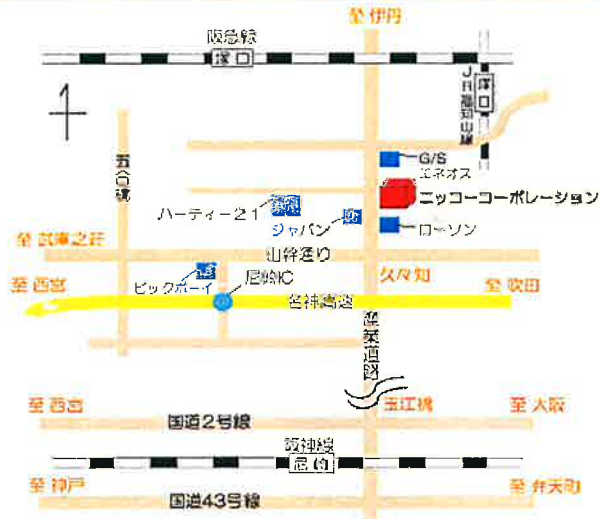 至 伊丹
阪急線
塚口
JR福知山線
塚口
五〇橋
G/S
エネオス
ニッコーコーポレーション
ハーティー21
ジャパン
ローソン
至 武庫之荘
山幹通り
至 西宮
ビックボーイ
尼崎IC
久々知
至 吹田
名神高速
産業道路
至 西宮
玉江橋
至 大阪
国道2号線
阪神線
尼崎
至 神戸
至 弁天町
国道43号線